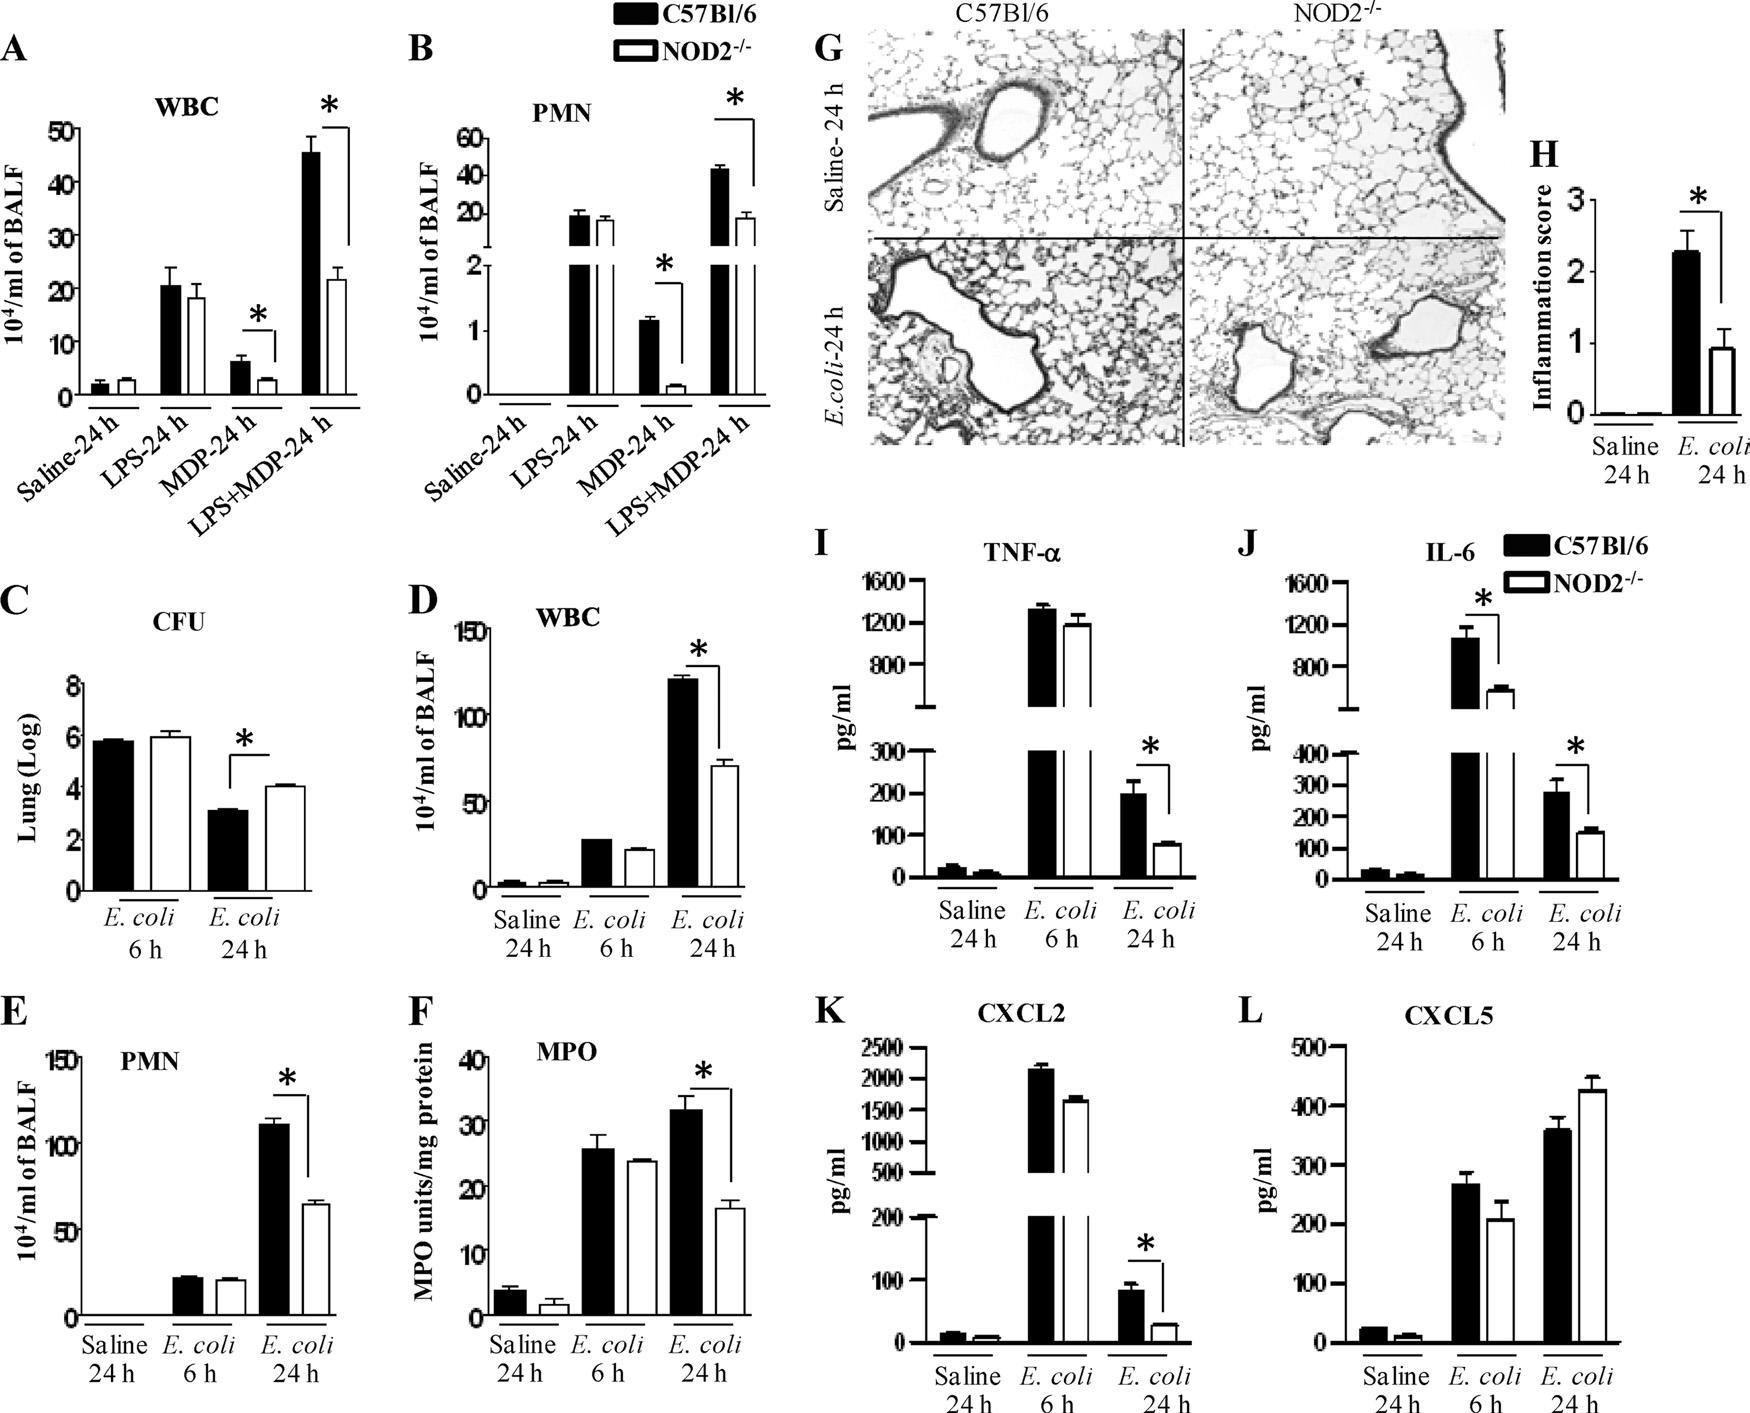 C57Bl/6
NOD2-/-
A
WBC
*
*
10⁴/ml of BALF
50
40
30
20
10
0
Saline-24 h
LPS-24 h
MDP-24 h
LPS+MDP-24 h
B
PMN
*
*
10⁴/ml of BALF
60
40
20
2
1
0
Saline-24 h
LPS-24 h
MDP-24 h
LPS+MDP-24 h
G
C57Bl/6
NOD2-/-
Saline- 24 h
E.coli-24 h
H
*
Inflammation score
3
2
1
0
Saline E. coli
24 h 24 h
C
CFU
*
Lung (Log)
8
6
4
2
0
E. coli E. coli
6 h 24 h
D
WBC
*
10⁴/ml of BALF
150
100
50
0
Saline E. coli E. coli
24 h 6 h 24 h
I
TNF-α
*
pg/ml
1600
1200
800
300
200
100
0
Saline E. coli E. coli
24 h 6 h 24 h
J
IL-6
C57Bl/6
NOD2-/-
*
*
pg/ml
1600
1200
800
400
300
200
100
0
Saline E. coli E. coli
24 h 6 h 24 h
E
PMN
*
10⁴/ml of BALF
150
100
50
0
Saline E. coli E. coli
24 h 6 h 24 h
F
MPO
*
MPO units/mg protein
40
30
20
10
0
Saline E. coli E. coli
24 h 6 h 24 h
K
CXCL2
*
pg/ml
2500
2000
1500
1000
500
200
100
0
Saline E. coli E. coli
24 h 6 h 24 h
L
CXCL5
pg/ml
500
400
300
200
100
0
Saline E. coli E. coli
24 h 6 h 24 h